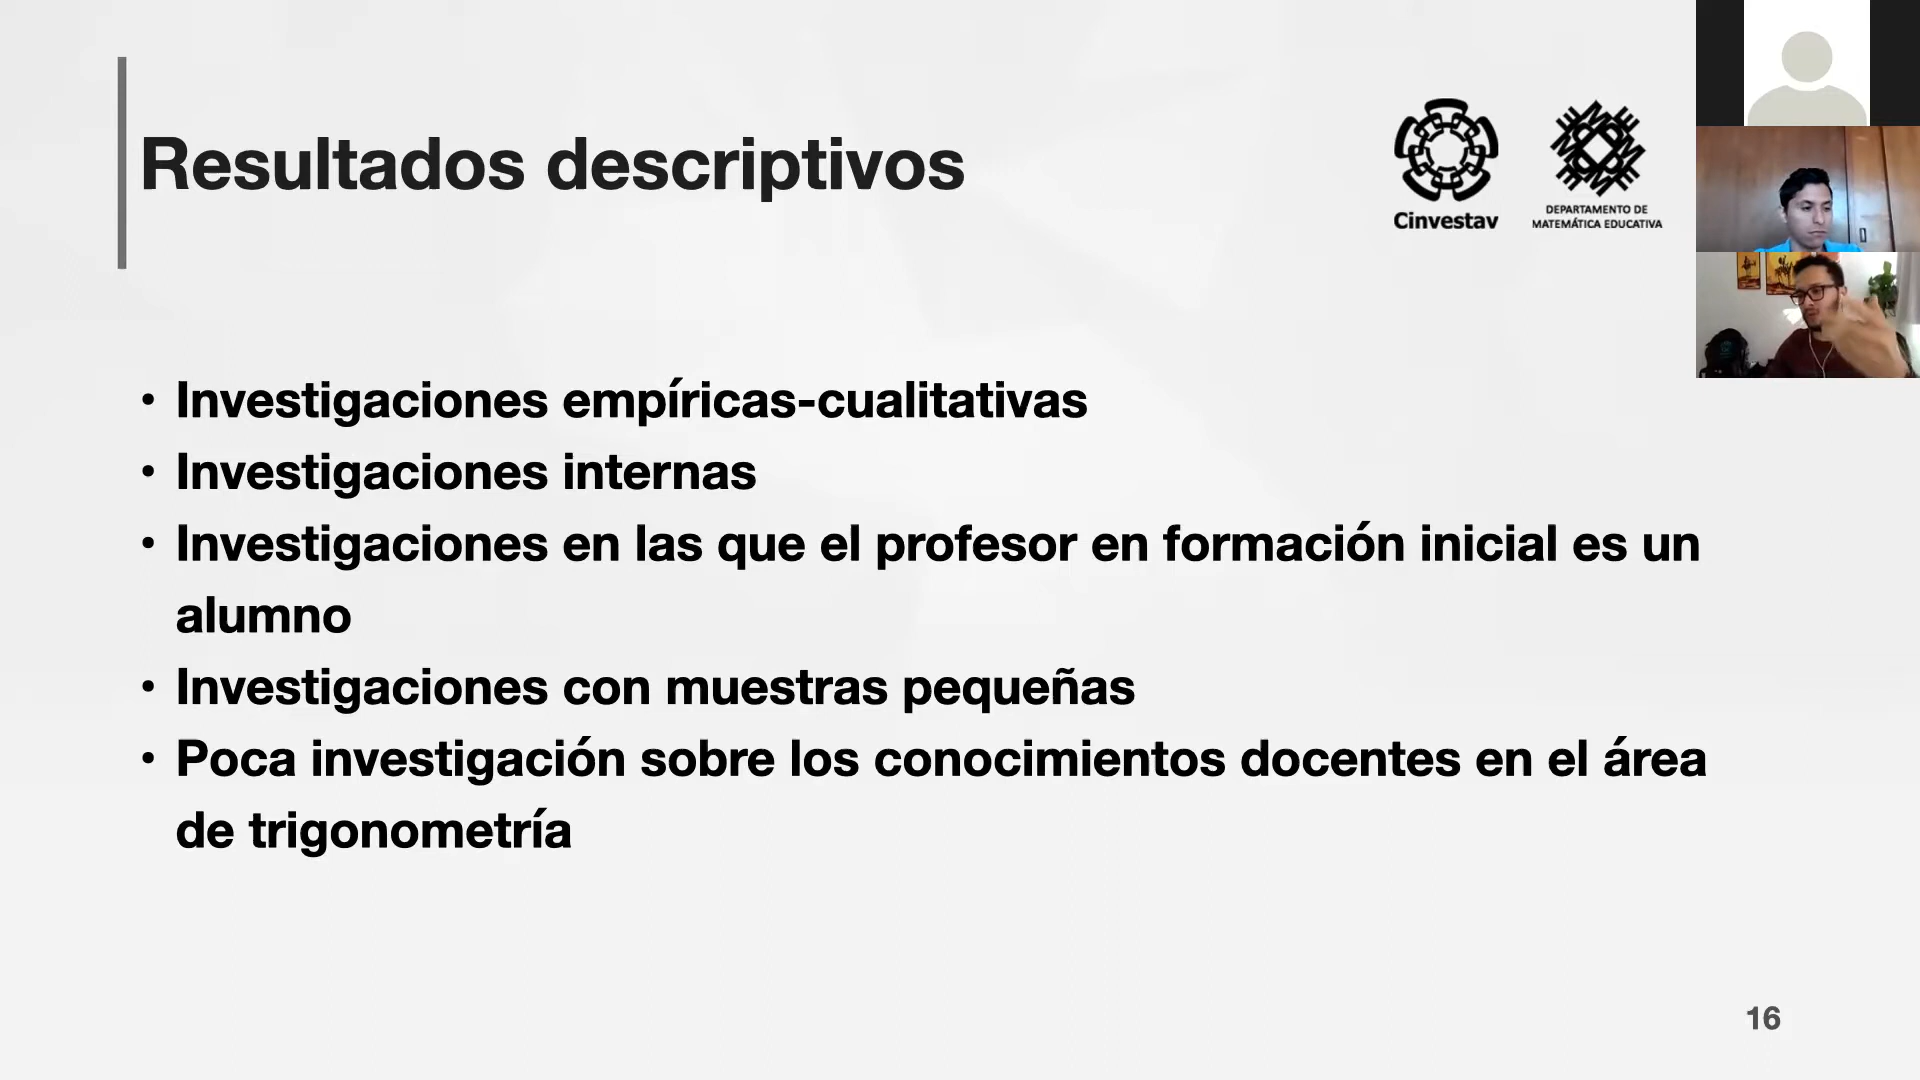 Resultados descriptivos
Cinvestav
DEPARTAMENTO DE
MATEMÁTICA EDUCATIVA
• Investigaciones empíricas-cualitativas
• Investigaciones internas
• Investigaciones en las que el profesor en formación inicial es un
alumno
• Investigaciones con muestras pequeñas
• Poca investigación sobre los conocimientos docentes en el área
de trigonometría
16